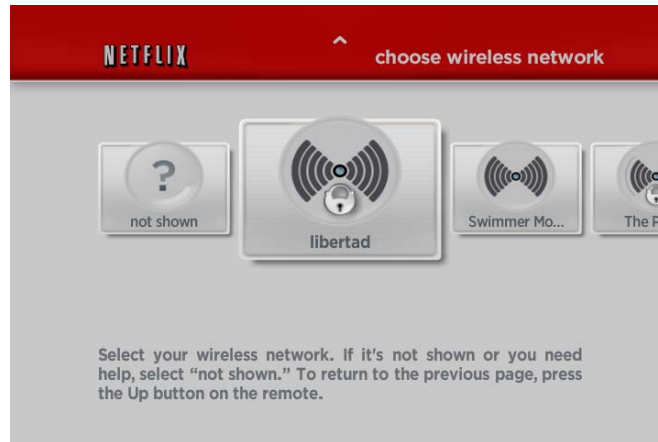 NETFLIX
choose wireless network
?
not shown
libertad
Swimmer Mo...
The P
Select your wireless network. If it's not shown or you need
help, select “not shown.” To return to the previous page, press
the Up button on the remote.